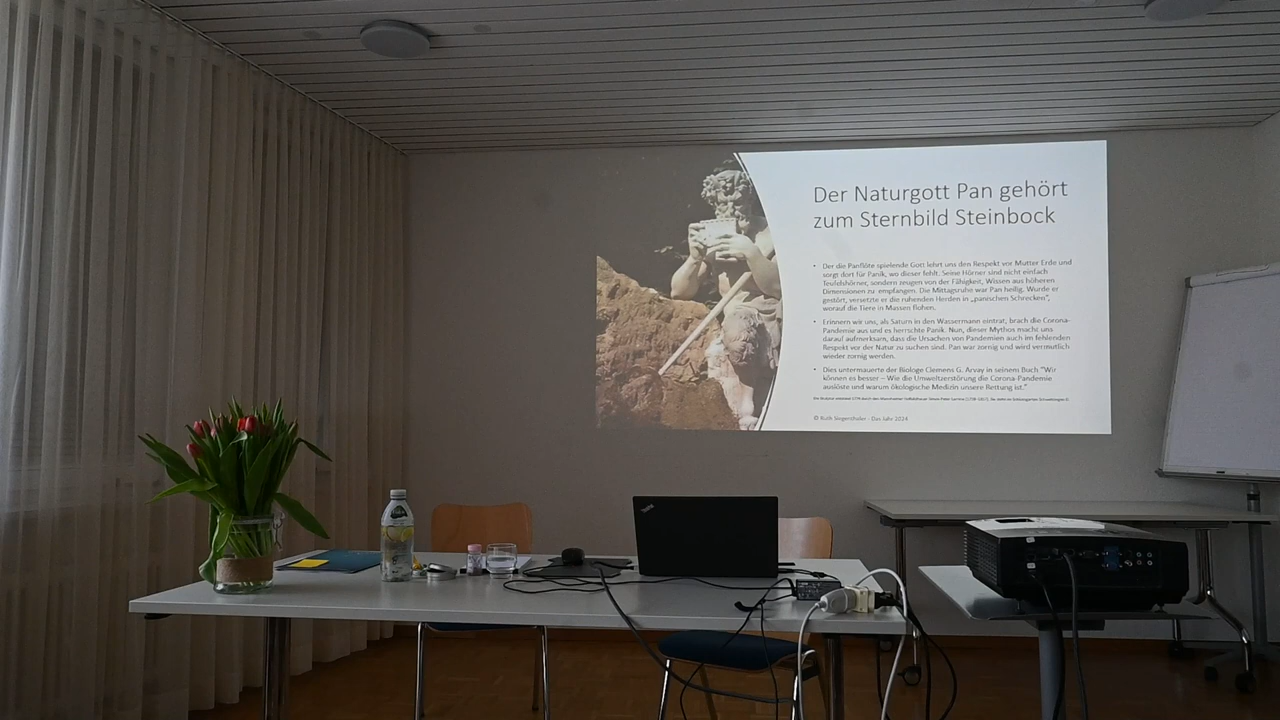 Der Naturgott Pan gehört
zum Sternbild Steinbock
• Der die Panflöte spielende Gott lehrt uns den Respekt vor Mutter Erde und
sorgt dort für Panik, wo dieser fehlt. Seine Hörner sind nicht einfach
Teufelshörner, sondern zeugen von der Fähigkeit, Wissen aus höheren
Dimensionen zu empfangen. Die Mittagsruhe war Pan heilig. Wurde er
gestört, versetzte er die ruhenden Herden in „panischen Schrecken“,
worauf die Tiere in Massen flohen.
• Erinnern wir uns, als Saturn in den Wassermann eintrat, brach die Corona-
Pandemie aus und es herrschte Panik. Nun, dieser Mythos macht uns
darauf aufmerksam, dass die Ursachen von Pandemien auch im fehlenden
Respekt vor der Natur zu suchen sind. Pan war zornig und wird vermutlich
wieder zornig werden.
• Dies untermauerte der Biologe Clemens G. Arvay in seinens Buch "Wir
können es besser – Wie die Umweltzerstörung die Corona-Pandemie
auslöste und warum ökologische Medizin unsere Rettung ist."
© Ruth Siegenthaler - Das Jahr 2024